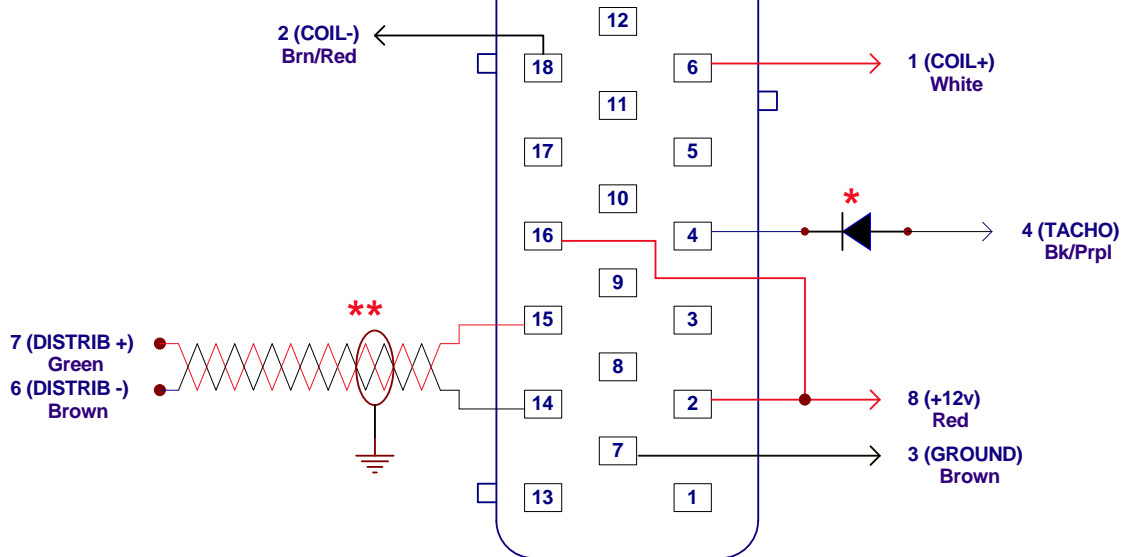 12
2 (COIL-)
Brn/Red
18
6
1 (COIL+)
White
11
17
5
10
*
16
4
4 (TACHO)
Bk/Prpl
9
**
15
3
7 (DISTRIB +)
Green
6 (DISTRIB -)
Brown
8
14
2
8 (+12v)
Red
7
3 (GROUND)
Brown
13
1